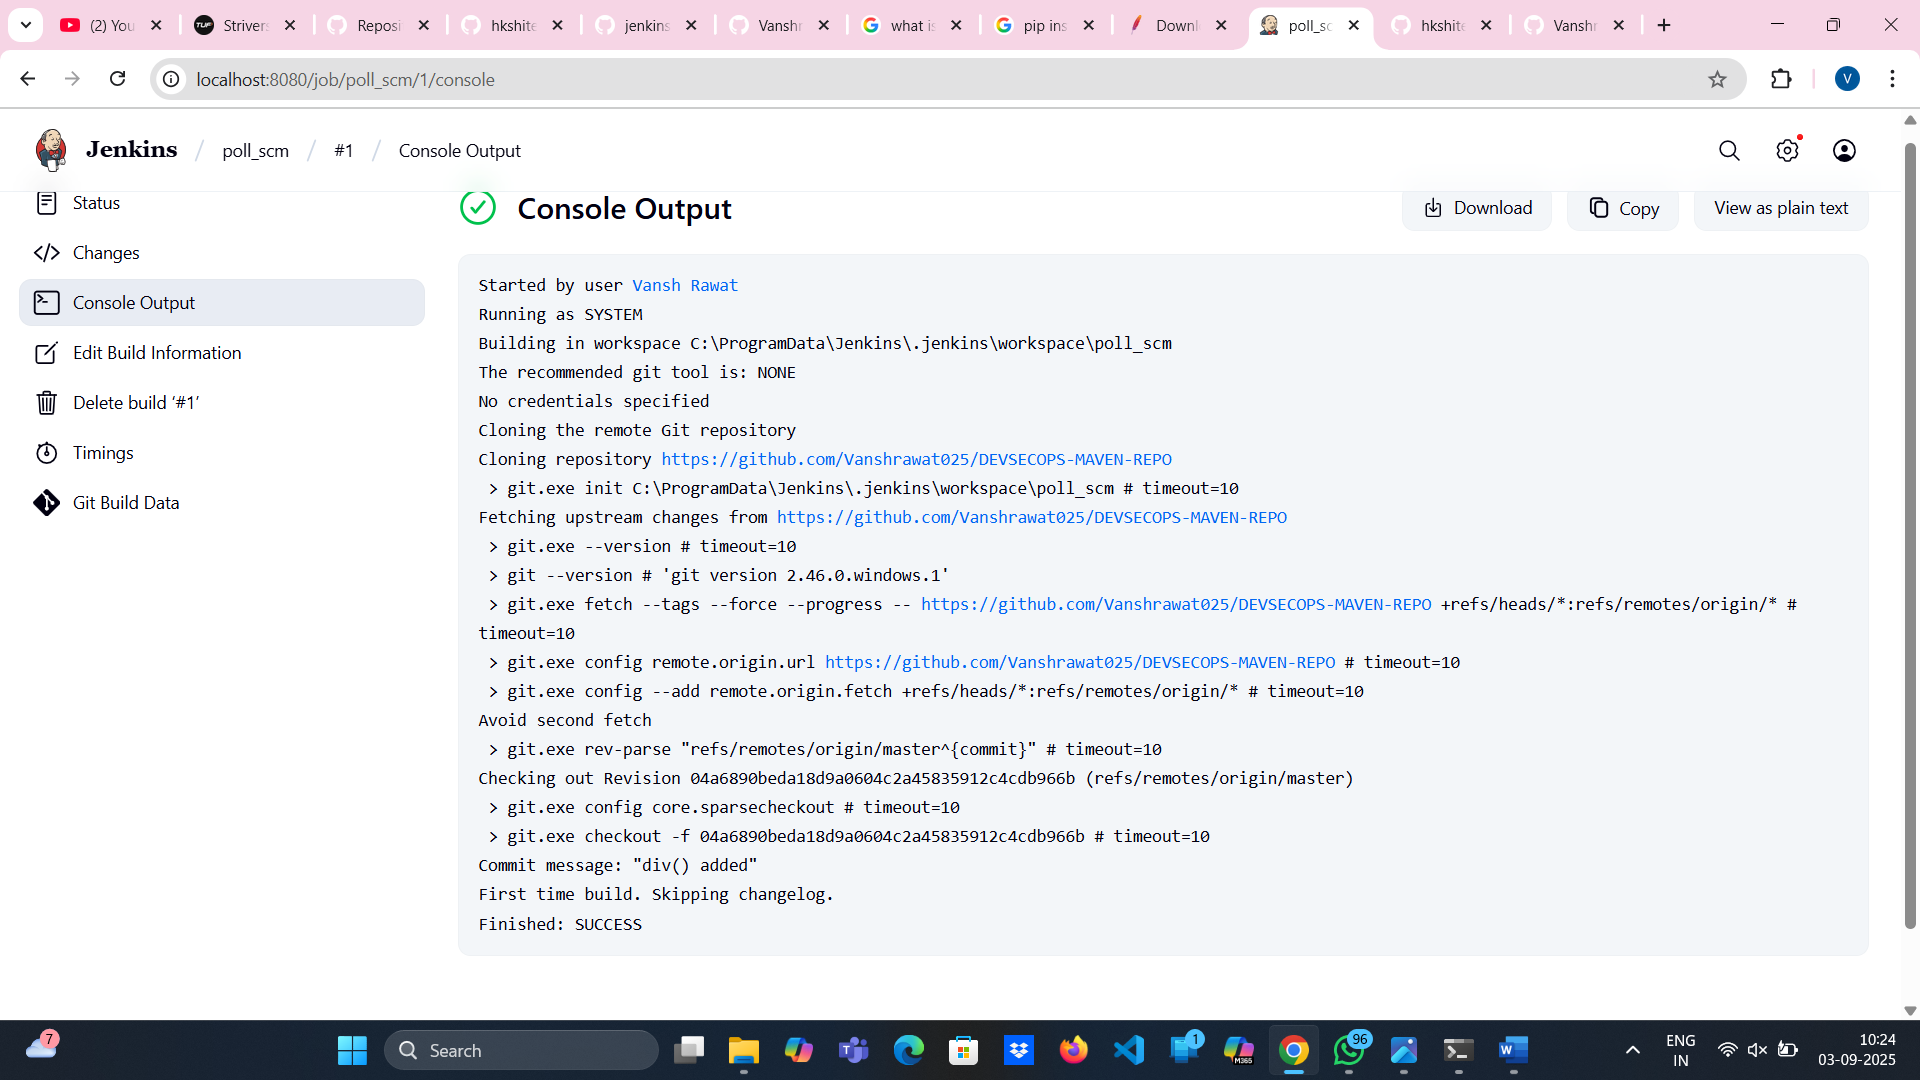 (2) You
Strivers
Reposi
hkshite
jenkins
Vanshr
what is
pip ins
Downl
poll_sc
hkshite
Vanshr
localhost:8080/job/poll_scm/1/console
V
Jenkins / poll_scm / #1 / Console Output
Status
Changes
Console Output
Edit Build Information
Delete build ‘#1’
Timings
Git Build Data
Console Output
Download
Copy
View as plain text
Started by user Vansh Rawat
Running as SYSTEM
Building in workspace C:\ProgramData\Jenkins\.jenkins\workspace\poll_scm
The recommended git tool is: NONE
No credentials specified
Cloning the remote Git repository
Cloning repository https://github.com/Vanshrawat025/DEVSECOPS-MAVEN-REPO
> git.exe init C:\ProgramData\Jenkins\.jenkins\workspace\poll_scm # timeout=10
Fetching upstream changes from https://github.com/Vanshrawat025/DEVSECOPS-MAVEN-REPO
> git.exe --version # timeout=10
> git --version # 'git version 2.46.0.windows.1'
> git.exe fetch --tags --force --progress -- https://github.com/Vanshrawat025/DEVSECOPS-MAVEN-REPO +refs/heads/*:refs/remotes/origin/* #
timeout=10
> git.exe config remote.origin.url https://github.com/Vanshrawat025/DEVSECOPS-MAVEN-REPO # timeout=10
> git.exe config --add remote.origin.fetch +refs/heads/*:refs/remotes/origin/* # timeout=10
Avoid second fetch
> git.exe rev-parse "refs/remotes/origin/master^{commit}" # timeout=10
Checking out Revision 04a6890beda18d9a0604c2a45835912c4cdb966b (refs/remotes/origin/master)
> git.exe config core.sparsecheckout # timeout=10
> git.exe checkout -f 04a6890beda18d9a0604c2a45835912c4cdb966b # timeout=10
Commit message: "div() added"
First time build. Skipping changelog.
Finished: SUCCESS
7
Search
1
M365
96
ENG
IN
10:24
03-09-2025